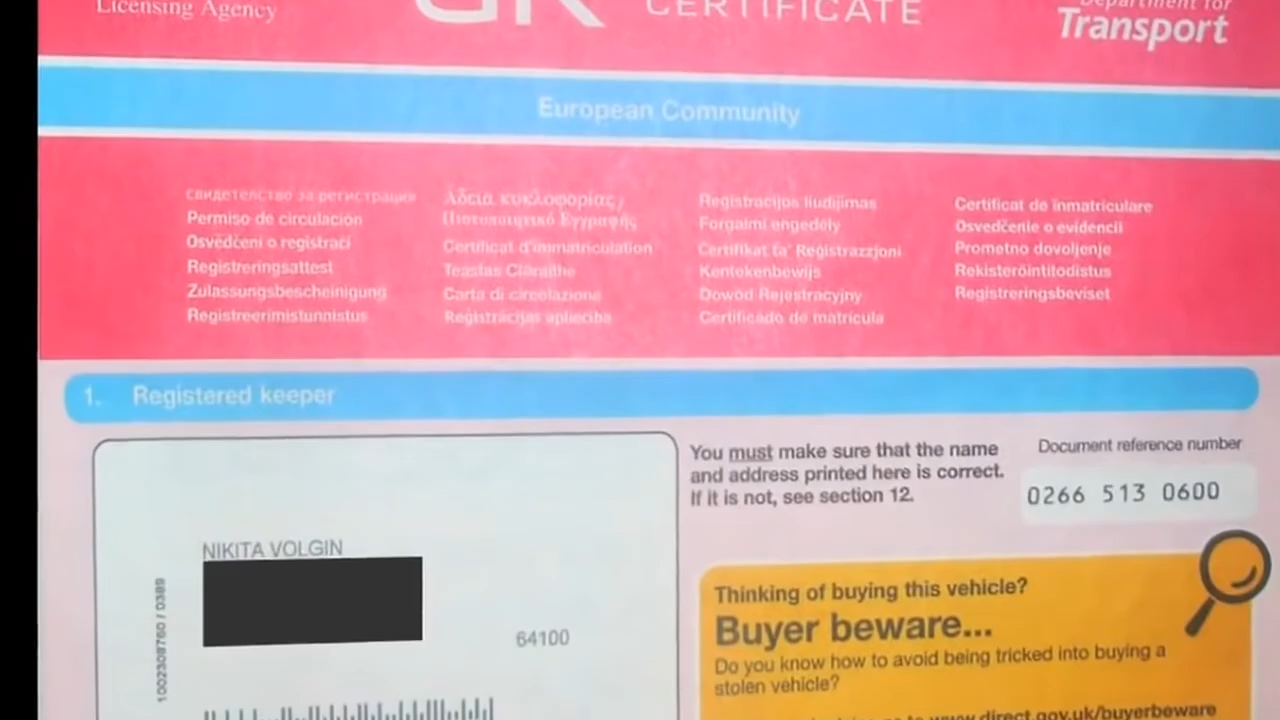 Licensing Agency
UK
CERTIFICATE
Department for
Transport
European Community
Свидетелство за регистрация
Permiso de circulación
Osvědčení o registraci
Registreringsattest
Zulassungsbescheinigung
Registreerimistunnistus
Άδεια κυκλοφορίας/
Πιστοποιητικό Εγγραφής
Certificat d'immatriculation
Teastas Cláraithe
Carta di circolazione
Reģistrācijas apliecība
Registracijos liudijimas
Forgalmi engedély
Ċertifikat ta' Reġistrazzjoni
Kentekenbewijs
Dowód Rejestracyjny
Certificado de matrícula
Certificat de înmatriculare
Osvedčenie o evidencii
Prometno dovoljenje
Rekisteröintitodistus
Registreringsbeviset
1. Registered keeper
You must make sure that the name
and address printed here is correct.
If it is not, see section 12.
Document reference number
0266 513 0600
NIKITA VOLGIN
64100
1002308760 / 0389
Thinking of buying this vehicle?
Buyer beware...
Do you know how to avoid being tricked into buying a
stolen vehicle?
www.direct.gov.uk/buyerbeware